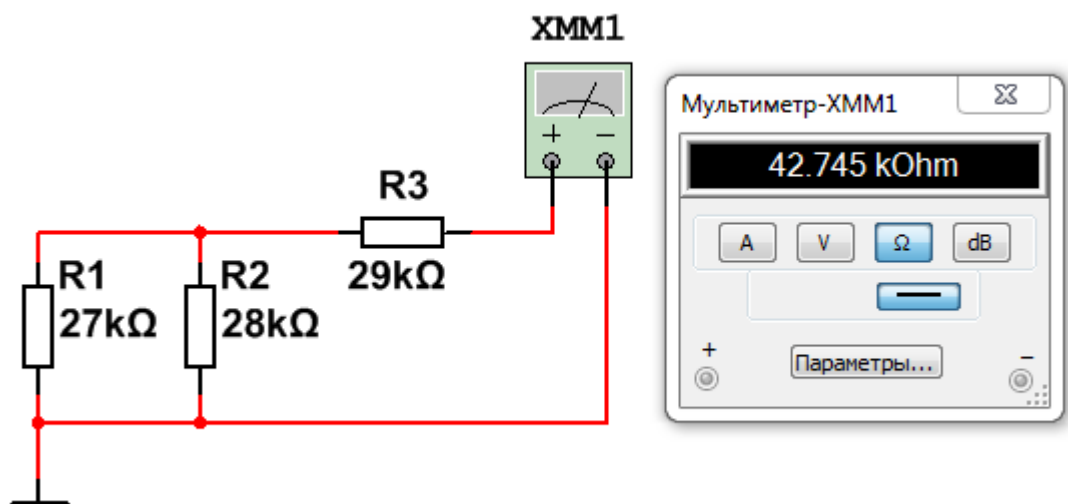 XMM1
+ −
R3
29kΩ
R1
27kΩ
R2
28kΩ
Мультиметр-XMM1
42.745 kOhm
A V Ω dB
+ −
Параметры...